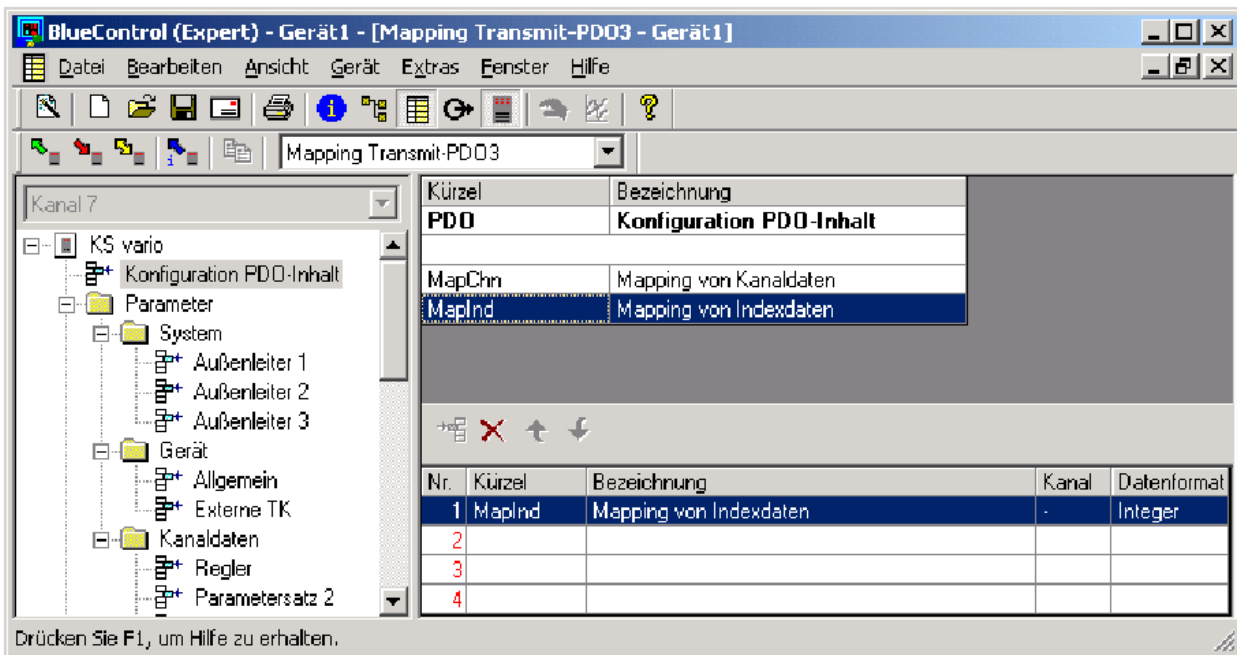 BlueControl (Expert) - Gerät1 - [Mapping Transmit-PDO3 - Gerät1]
Datei Bearbeiten Ansicht Gerät Extras Fenster Hilfe
Mapping Transmit-PDO3
Kanal 7
KS vario
Konfiguration PDO-Inhalt
Parameter
System
Außenleiter 1
Außenleiter 2
Außenleiter 3
Gerät
Allgemein
Externe TK
Kanaldaten
Regler
Parametersatz 2
Kürzel Bezeichnung
PDO Konfiguration PDO-Inhalt
MapChn Mapping von Kanaldaten
MapInd Mapping von Indexdaten
Nr. Kürzel Bezeichnung Kanal Datenformat
1 MapInd Mapping von Indexdaten - Integer
2
3
4
Drücken Sie F1, um Hilfe zu erhalten.